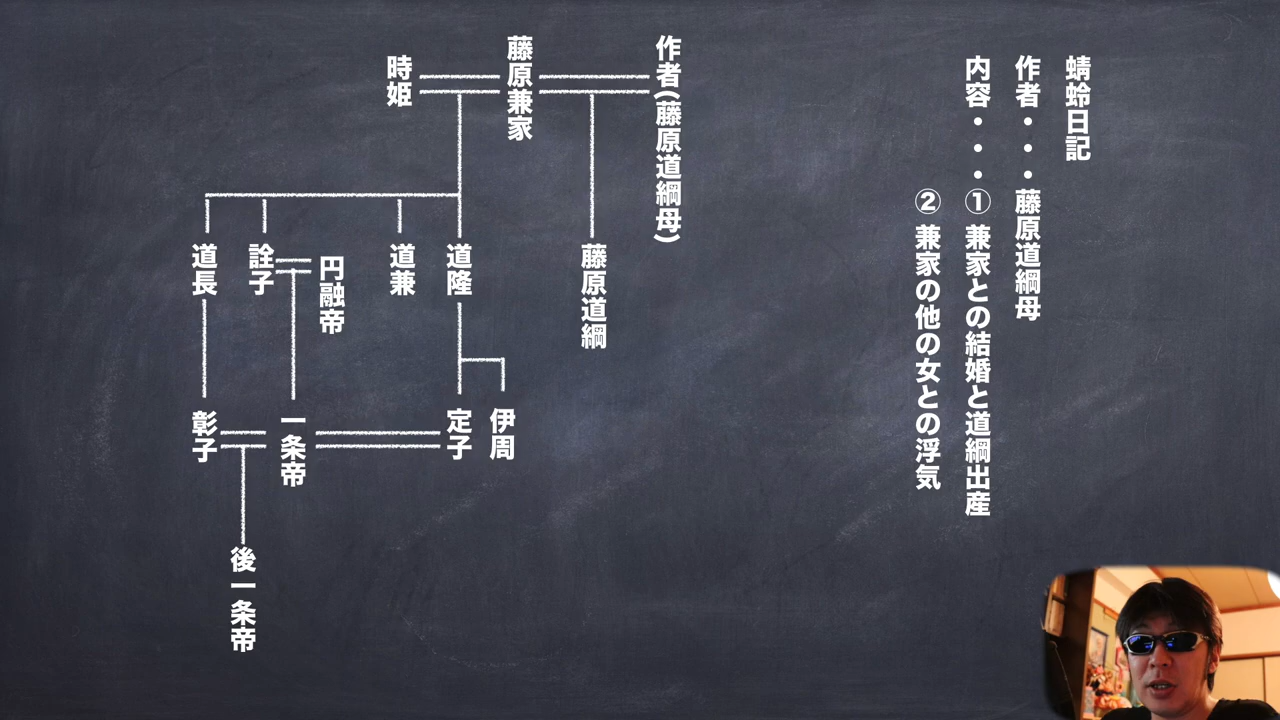 蜻蛉日記
作者・・・藤原道綱母
内容・・・① 兼家との結婚と道綱出産
② 兼家の他の女との浮気
作者(藤原道綱母)
藤原兼家
時姫
藤原道綱
道隆
道兼
円融帝
詮子
道長
伊周
定子
一条帝
彰子
後一条帝